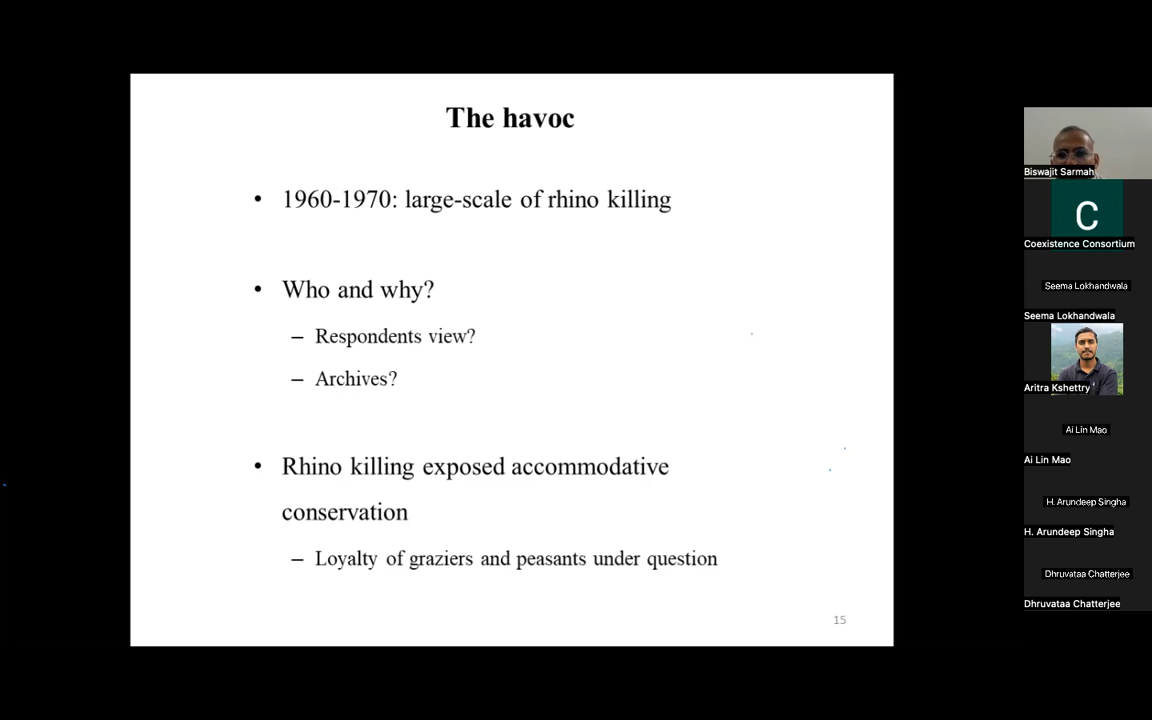 The havoc
• 1960-1970: large-scale of rhino killing
• Who and why?
– Respondents view?
– Archives?
• Rhino killing exposed accommodative
conservation
– Loyalty of graziers and peasants under question
15
Biswajit Sarmah
C
Coexistence Consortium
Seema Lokhandwala
Seema Lokhandwala
Aritra Kshettry
Ai Lin Mao
Ai Lin Mao
H. Arundeep Singha
H. Arundeep Singha
Dhruvataa Chatterjee
Dhruvataa Chatterjee